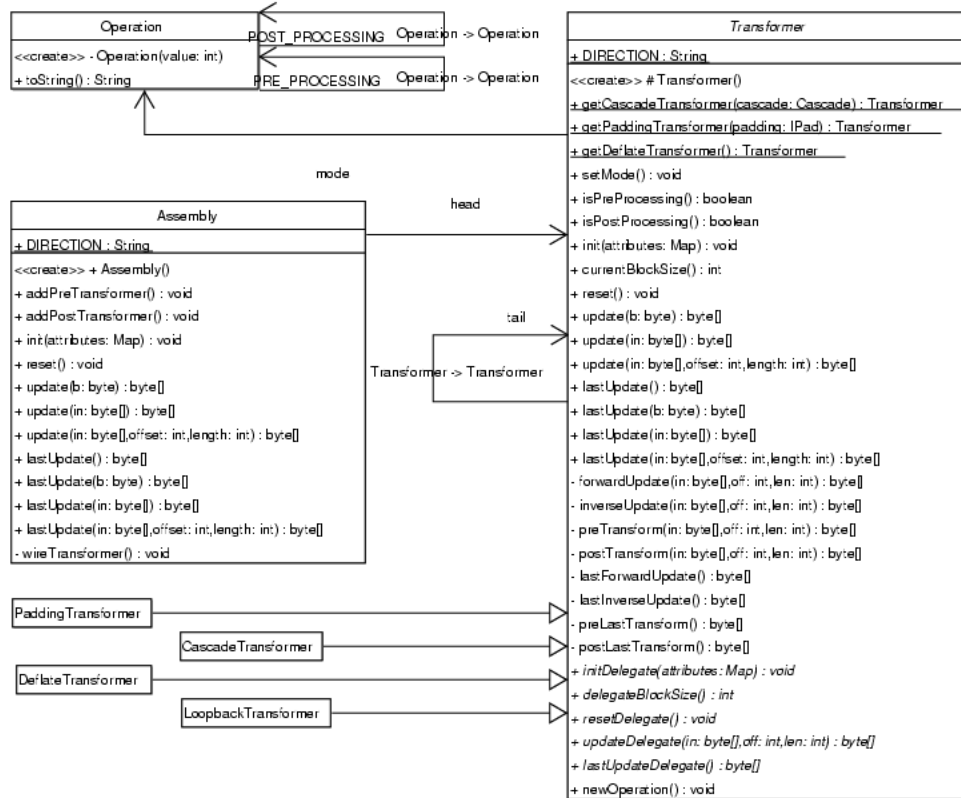 Operation
<<create>> - Operation(value: int)
+ toString() : String
POST_PROCESSING
Operation -> Operation
PRE_PROCESSING
Operation -> Operation
mode
head
Assembly
+ DIRECTION : String
<<create>> + Assembly()
+ addPreTransformer() : void
+ addPostTransformer() : void
+ init(attributes: Map) : void
+ reset() : void
+ update(b: byte) : byte[]
+ update(in: byte[]) : byte[]
+ update(in: byte[],offset: int,length: int) : byte[]
+ lastUpdate() : byte[]
+ lastUpdate(b: byte) : byte[]
+ lastUpdate(in: byte[]) : byte[]
+ lastUpdate(in: byte[],offset: int,length: int) : byte[]
- wireTransformer() : void
tail
Transformer -> Transformer
PaddingTransformer
CascadeTransformer
DeflateTransformer
LoopbackTransformer
Transformer
+ DIRECTION : String
<<create>> # Transformer()
+ getCascadeTransformer(cascade: Cascade) : Transformer
+ getPaddingTransformer(padding: IPad) : Transformer
+ getDeflateTransformer() : Transformer
+ setMode() : void
+ isPreProcessing() : boolean
+ isPostProcessing() : boolean
+ init(attributes: Map) : void
+ currentBlockSize() : int
+ reset() : void
+ update(b: byte) : byte[]
+ update(in: byte[]) : byte[]
+ update(in: byte[],offset: int,length: int) : byte[]
+ lastUpdate() : byte[]
+ lastUpdate(b: byte) : byte[]
+ lastUpdate(in: byte[]) : byte[]
+ lastUpdate(in: byte[],offset: int,length: int) : byte[]
- forwardUpdate(in: byte[],off: int,len: int) : byte[]
- inverseUpdate(in: byte[],off: int,len: int) : byte[]
- preTransform(in: byte[],off: int,len: int) : byte[]
- postTransform(in: byte[],off: int,len: int) : byte[]
- lastForwardUpdate() : byte[]
- lastInverseUpdate() : byte[]
- preLastTransform() : byte[]
- postLastTransform() : byte[]
+ initDelegate(attributes: Map) : void
+ delegateBlockSize() : int
+ resetDelegate() : void
+ updateDelegate(in: byte[],off: int,len: int) : byte[]
+ lastUpdateDelegate() : byte[]
+ newOperation() : void